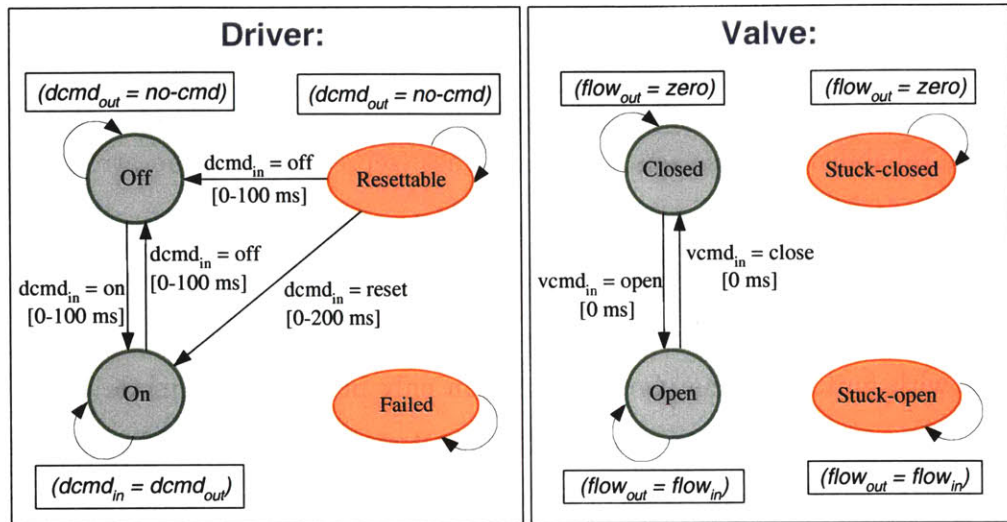 Driver:
(dcmd_out = no-cmd)
(dcmd_out = no-cmd)
Off
dcmd_in = off
[0-100 ms]
Resettable
dcmd_in = off
[0-100 ms]
dcmd_in = on
[0-100 ms]
dcmd_in = reset
[0-200 ms]
On
Failed
(dcmd_in = dcmd_out)
Valve:
(flow_out = zero)
(flow_out = zero)
Closed
Stuck-closed
vcmd_in = close
[0 ms]
vcmd_in = open
[0 ms]
Open
Stuck-open
(flow_out = flow_in)
(flow_out = flow_in)